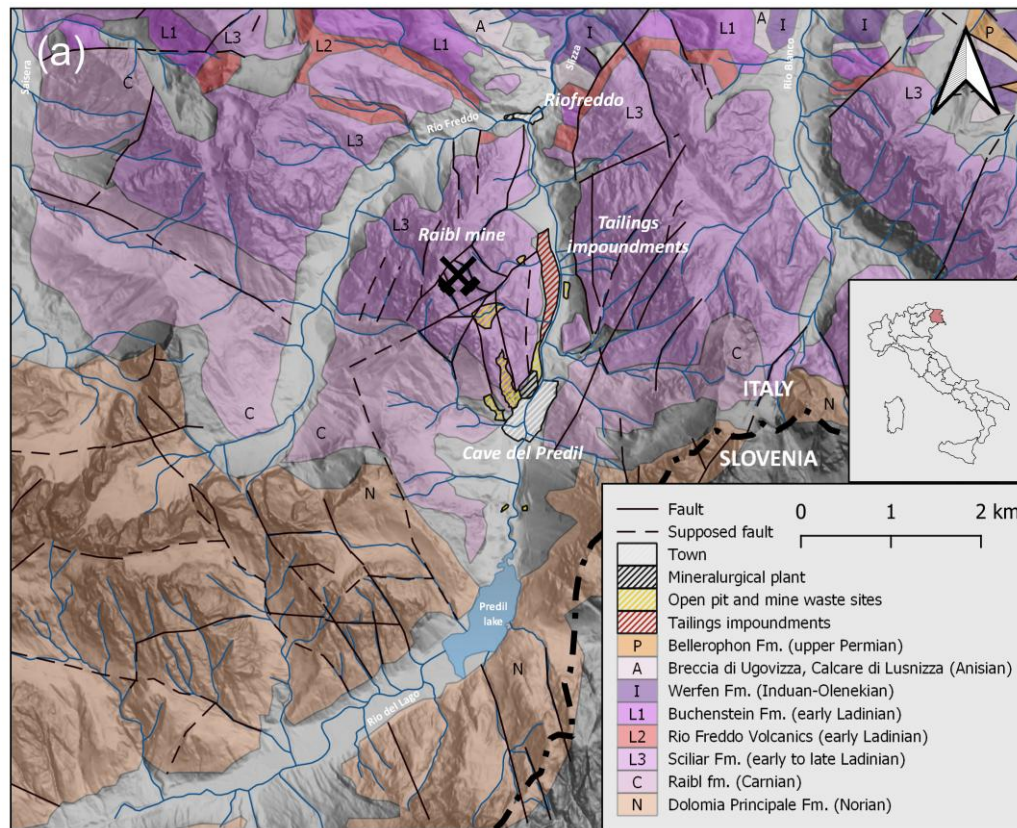 (a)
L1
L3
L2
L1
A
I
L1
A
I
I
P
Saisera
C
Slizza
Rio Bianco
Riofreddo
L3
Rio Freddo
L3
L3
L3
Raibl mine
Tailings
impoundments
C
C
C
ITALY
N
Cave del Predil
SLOVENIA
N
Predil
lake
N
Rio del Lago
Fault
0 1 2 km
Supposed fault
Town
Mineralurgical plant
Open pit and mine waste sites
Tailings impoundments
P Bellerophon Fm. (upper Permian)
A Breccia di Ugovizza, Calcare di Lusnizza (Anisian)
I Werfen Fm. (Induan-Olenekian)
L1 Buchenstein Fm. (early Ladinian)
L2 Rio Freddo Volcanics (early Ladinian)
L3 Sciliar Fm. (early to late Ladinian)
C Raibl fm. (Carnian)
N Dolomia Principale Fm. (Norian)